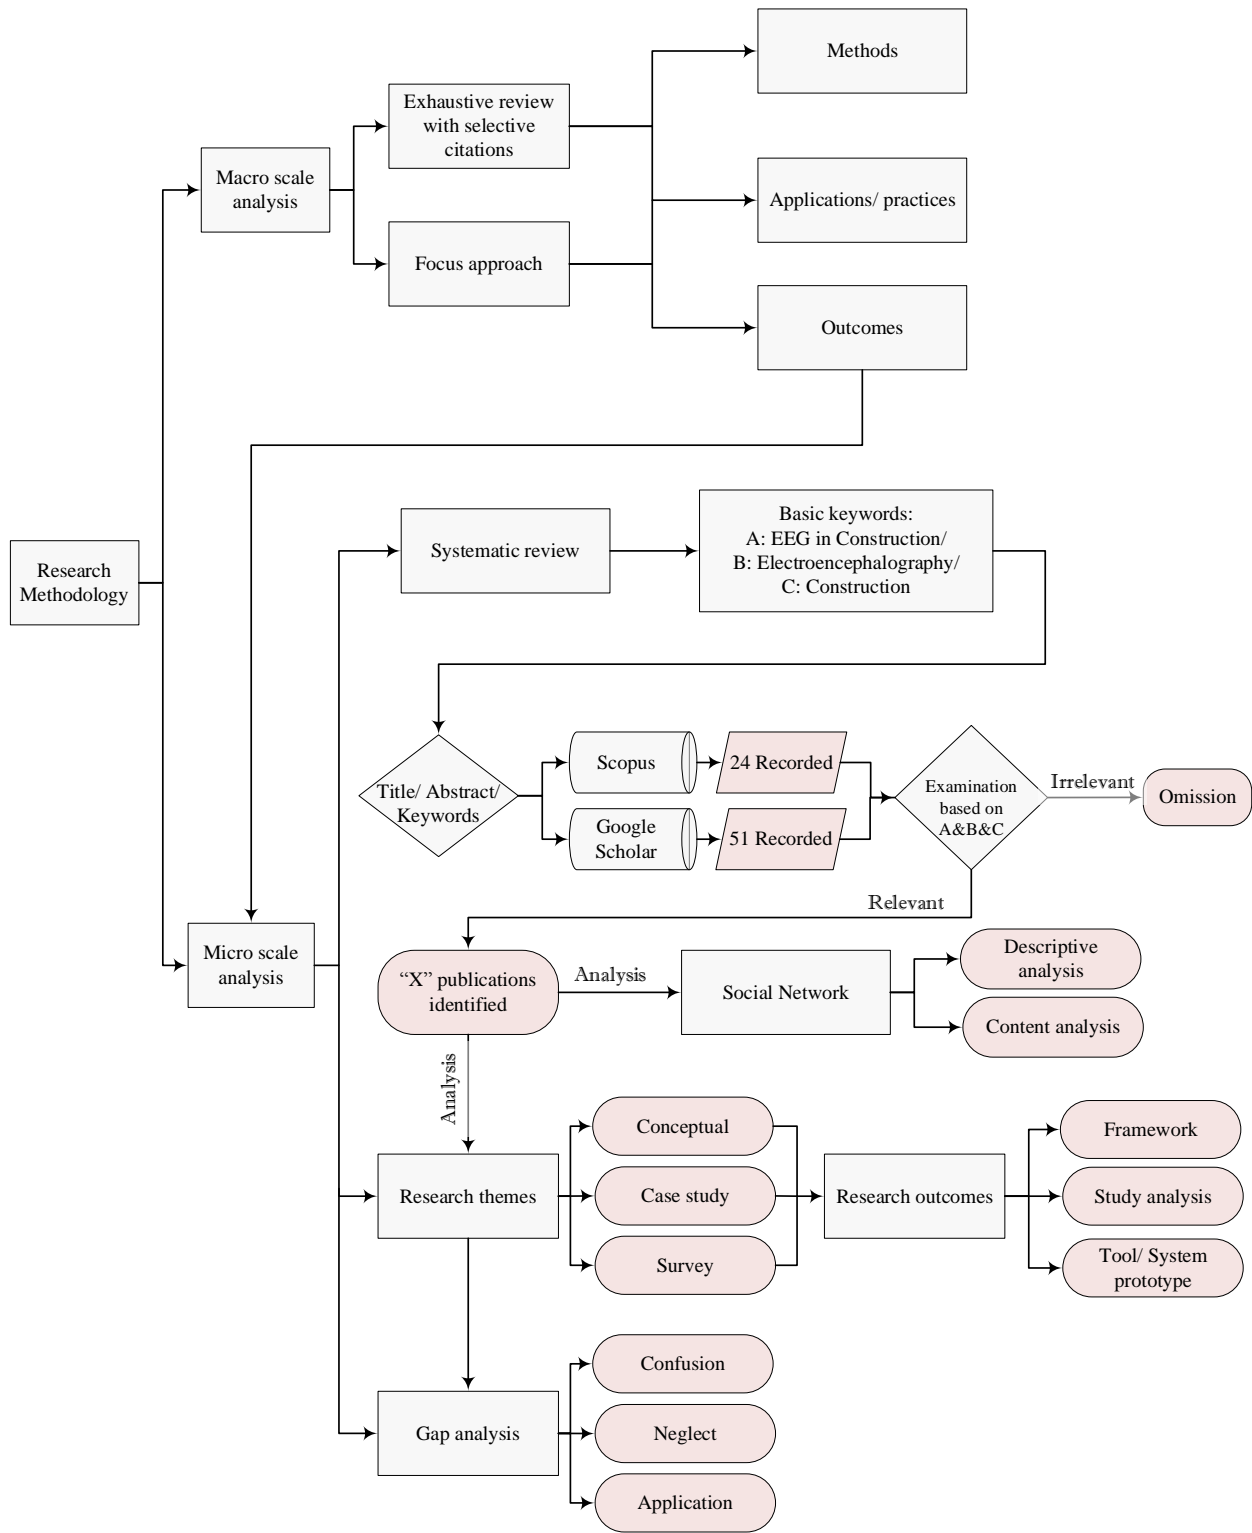 Methods
Exhaustive review
with selective
citations
Macro scale
analysis
Applications/ practices
Focus approach
Outcomes
Research
Methodology
Systematic review
Basic keywords:
A: EEG in Construction/
B: Electroencephalography/
C: Construction
Title/ Abstract/
Keywords
Scopus
24 Recorded
Google
Scholar
51 Recorded
Examination
based on
A&B&C
Irrelevant
Omission
Relevant
Micro scale
analysis
“X” publications
identified
Analysis
Social Network
Descriptive
analysis
Content analysis
Analysis
Research themes
Conceptual
Case study
Survey
Research outcomes
Framework
Study analysis
Tool/ System
prototype
Gap analysis
Confusion
Neglect
Application